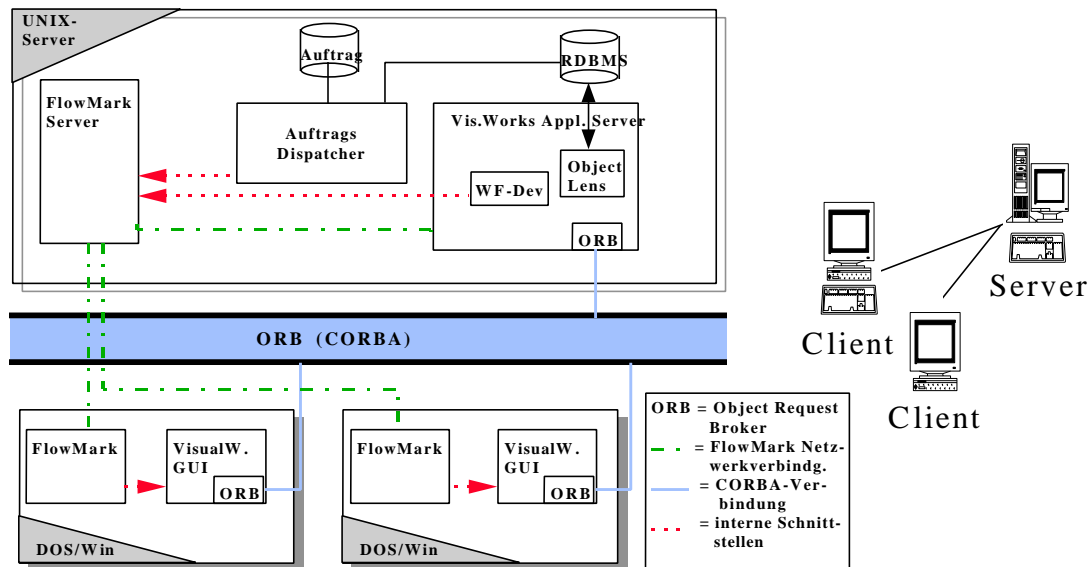 UNIX-
Server
Auftrag
RDBMS
FlowMark
Server
Auftrags
Dispatcher
Vis.Works Appl. Server
Object
Lens
WF-Dev
ORB
Server
Client
Client
ORB (CORBA)
FlowMark
VisualW.
GUI
ORB
DOS/Win
FlowMark
VisualW.
GUI
ORB
DOS/Win
ORB = Object Request
Broker
= FlowMark Netz-
werkverbindg.
= CORBA-Ver-
bindung
= interne Schnitt-
stellen